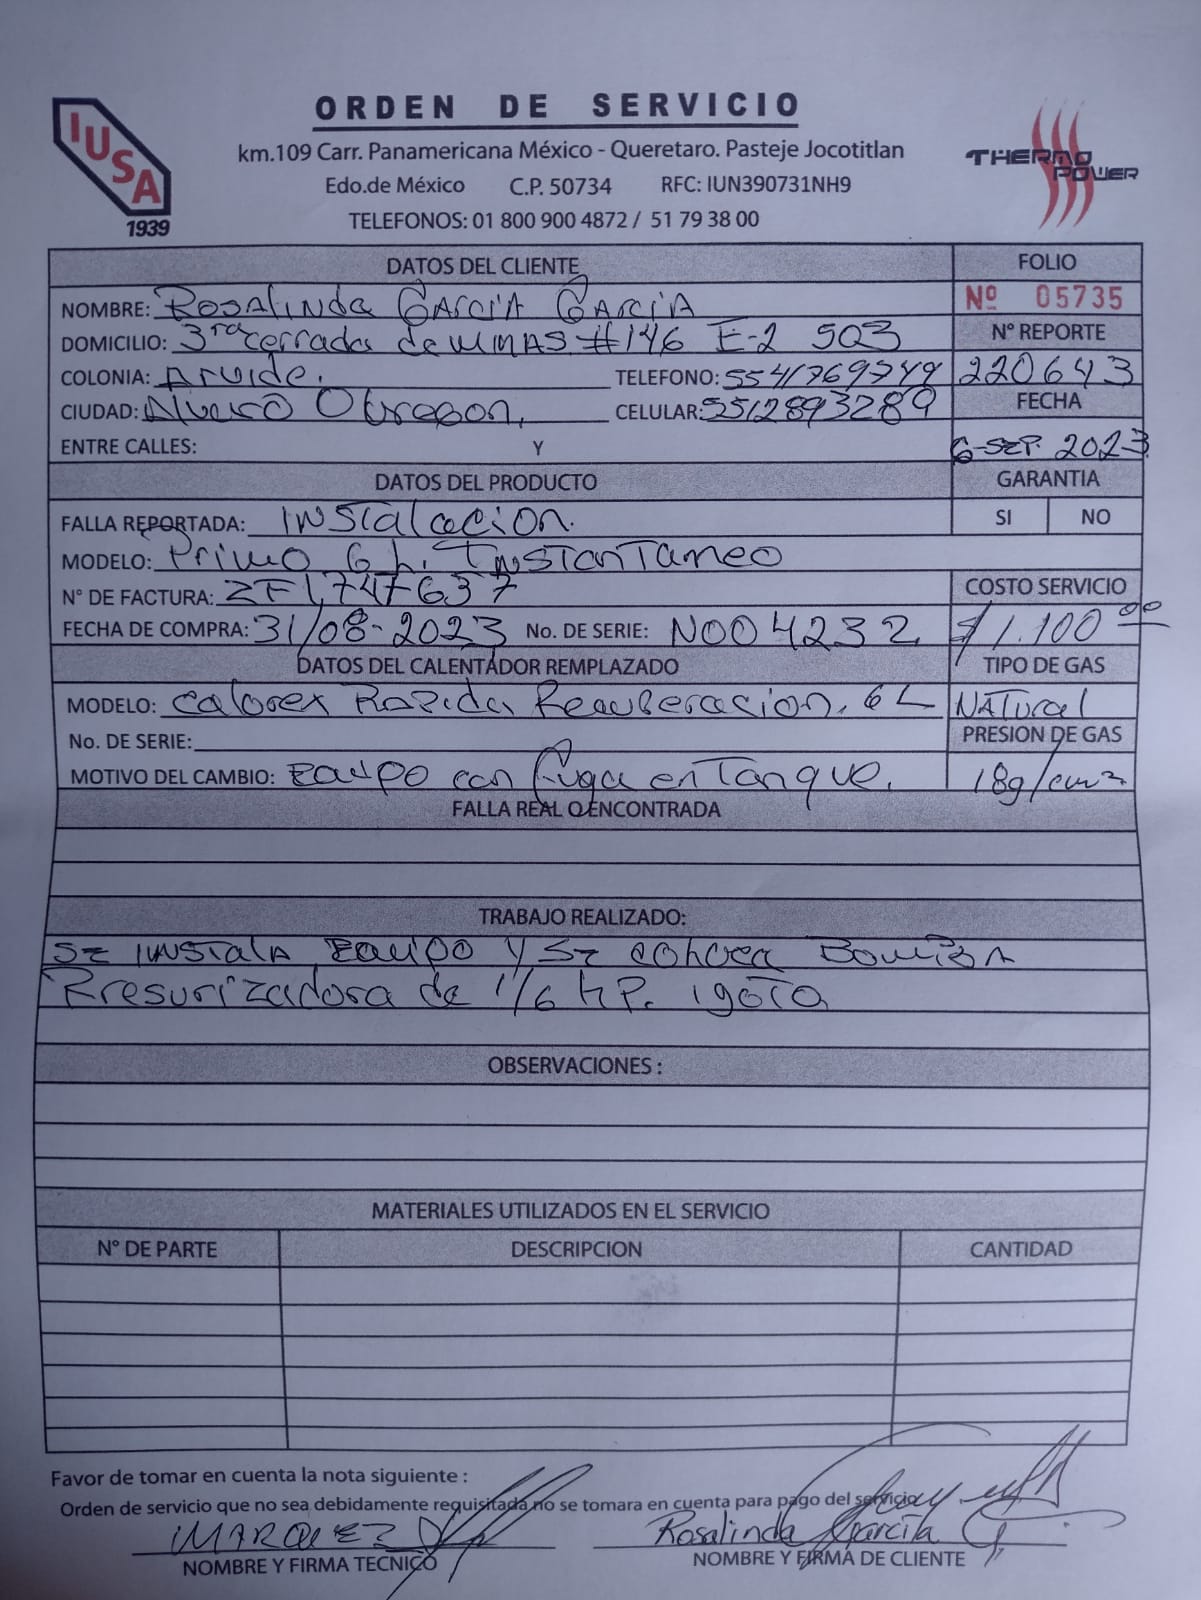 ORDEN DE SERVICIO
IUSA
1939
THERMO
POWER
km.109 Carr. Panamericana México - Queretaro. Pasteje Jocotitlan
Edo.de México C.P. 50734 RFC: IUN390731NH9
TELEFONOS: 01 800 900 4872 / 51 79 38 00
DATOS DEL CLIENTE FOLIO
NOMBRE: Rosalinda García García Nº 05735
DOMICILIO: 3ra cerrada de minas #146 E-2 503 N° REPORTE
COLONIA: Arvide. TELEFONO: 5541769749 220643
CIUDAD: Alvaro Obregon, CELULAR: 5512893289 FECHA
ENTRE CALLES: Y 6-SEP. 2023
DATOS DEL PRODUCTO GARANTIA
FALLA REPORTADA: INSTALACION. SI NO
MODELO: Primo 6 L. INSTANTANEO
N° DE FACTURA: ZF1,747637 COSTO SERVICIO
FECHA DE COMPRA: 31/08-2023 No. DE SERIE: N004232 $1.100.00
DATOS DEL CALENTADOR REMPLAZADO TIPO DE GAS
MODELO: Calorex Rapida Recuperacion. 6 L NATural
No. DE SERIE: PRESION DE GAS
MOTIVO DEL CAMBIO: Equipo con fuga en Tanque. 18g/cm2
FALLA REAL O ENCONTRADA
TRABAJO REALIZADO:
SE INSTALA Equipo y SE coloca Bomba
Presurizadora de 1/6 hP. igoto
OBSERVACIONES :
MATERIALES UTILIZADOS EN EL SERVICIO
N° DE PARTE DESCRIPCION CANTIDAD
Favor de tomar en cuenta la nota siguiente :
Orden de servicio que no sea debidamente requisitada no se tomara en cuenta para pago del servicio
MARQUEZ Rosalinda García G.
NOMBRE Y FIRMA TECNICO NOMBRE Y FIRMA DE CLIENTE